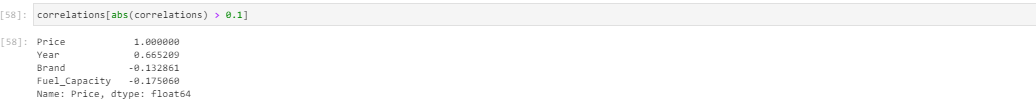 [58]: correlations[abs(correlations) > 0.1]
[58]: Price 1.000000
Year 0.665209
Brand -0.132861
Fuel_Capacity -0.175060
Name: Price, dtype: float64